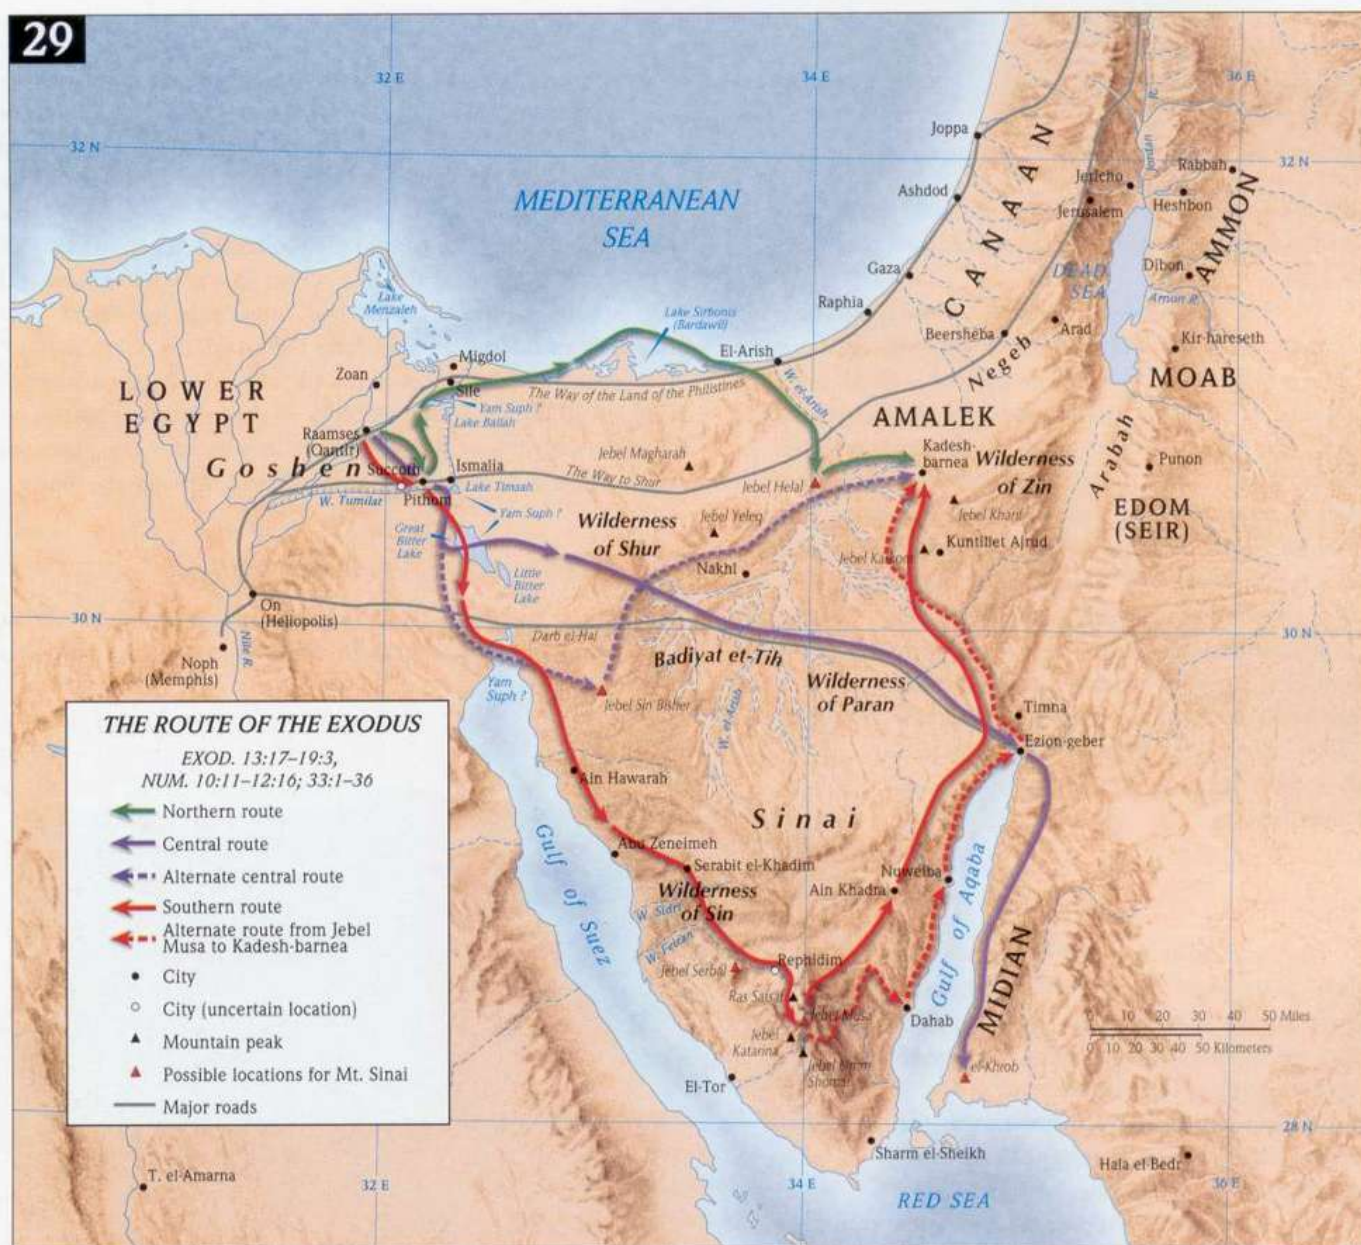 29
32 E
34 E
36 E
32 N
32 N
MEDITERRANEAN
SEA
Joppa
Ashdod
Gaza
Raphia
El-Arish
CANAAN
Jordan R.
Jericho
Jerusalem
Rabbah
Heshbon
AMMON
Dibon
DEAD
SEA
Arnon R.
Beersheba
Arad
Kir-hareseth
Negeb
MOAB
Lake
Menzaleh
Lake Sirbonis
(Bardawil)
Migdol
Zoan
Sile
The Way of the Land of the Philistines
W. el-Arish
LOWER
EGYPT
Yam Suph ?
Lake Ballah
Raamses
(Qantir)
Goshen
Succoth
Ismalia
Pithom
Lake Timsah
W. Tumilat
Jebel Magharah
The Way to Shur
Jebel Helal
AMALEK
Kadesh-
barnea
Wilderness
of Zin
Arabah
Punon
EDOM
(SEIR)
Jebel Kharif
Kuntillet Ajrud
Yam Suph ?
Great
Bitter
Lake
Little
Bitter
Lake
Wilderness
of Shur
Jebel Yeleq
Nakhl
On
(Heliopolis)
30 N
30 N
Noph
(Memphis)
Nile R.
Darb el-Haj
Badiyat et-Tih
Wilderness
of Paran
Yam
Suph ?
Jebel Sin Bisher
W. el-Arish
Timna
Ezion-geber
THE ROUTE OF THE EXODUS
EXOD. 13:17–19:3,
NUM. 10:11–12:16; 33:1–36
Northern route
Central route
Alternate central route
Southern route
Alternate route from Jebel
Musa to Kadesh-barnea
City
City (uncertain location)
Mountain peak
Possible locations for Mt. Sinai
Major roads
Ain Hawarah
Sinai
Abu Zeneimeh
Serabit el-Khadim
Wilderness
of Sin
W. Sidri
W. Feiran
Gulf of Suez
Ain Khadra
Nuweiba
Gulf of Aqaba
Jebel Serbal
Rephidim
Ras Safsaf
Jebel Musa
Jebel
Katarina
Dahab
MIDIAN
0 10 20 30 40 50 Miles
0 10 20 30 40 50 Kilometers
El-Tor
el-Khrob
28 N
Sharm el-Sheikh
Hala el-Bedr
T. el-Amarna
32 E
34 E
36 E
RED SEA